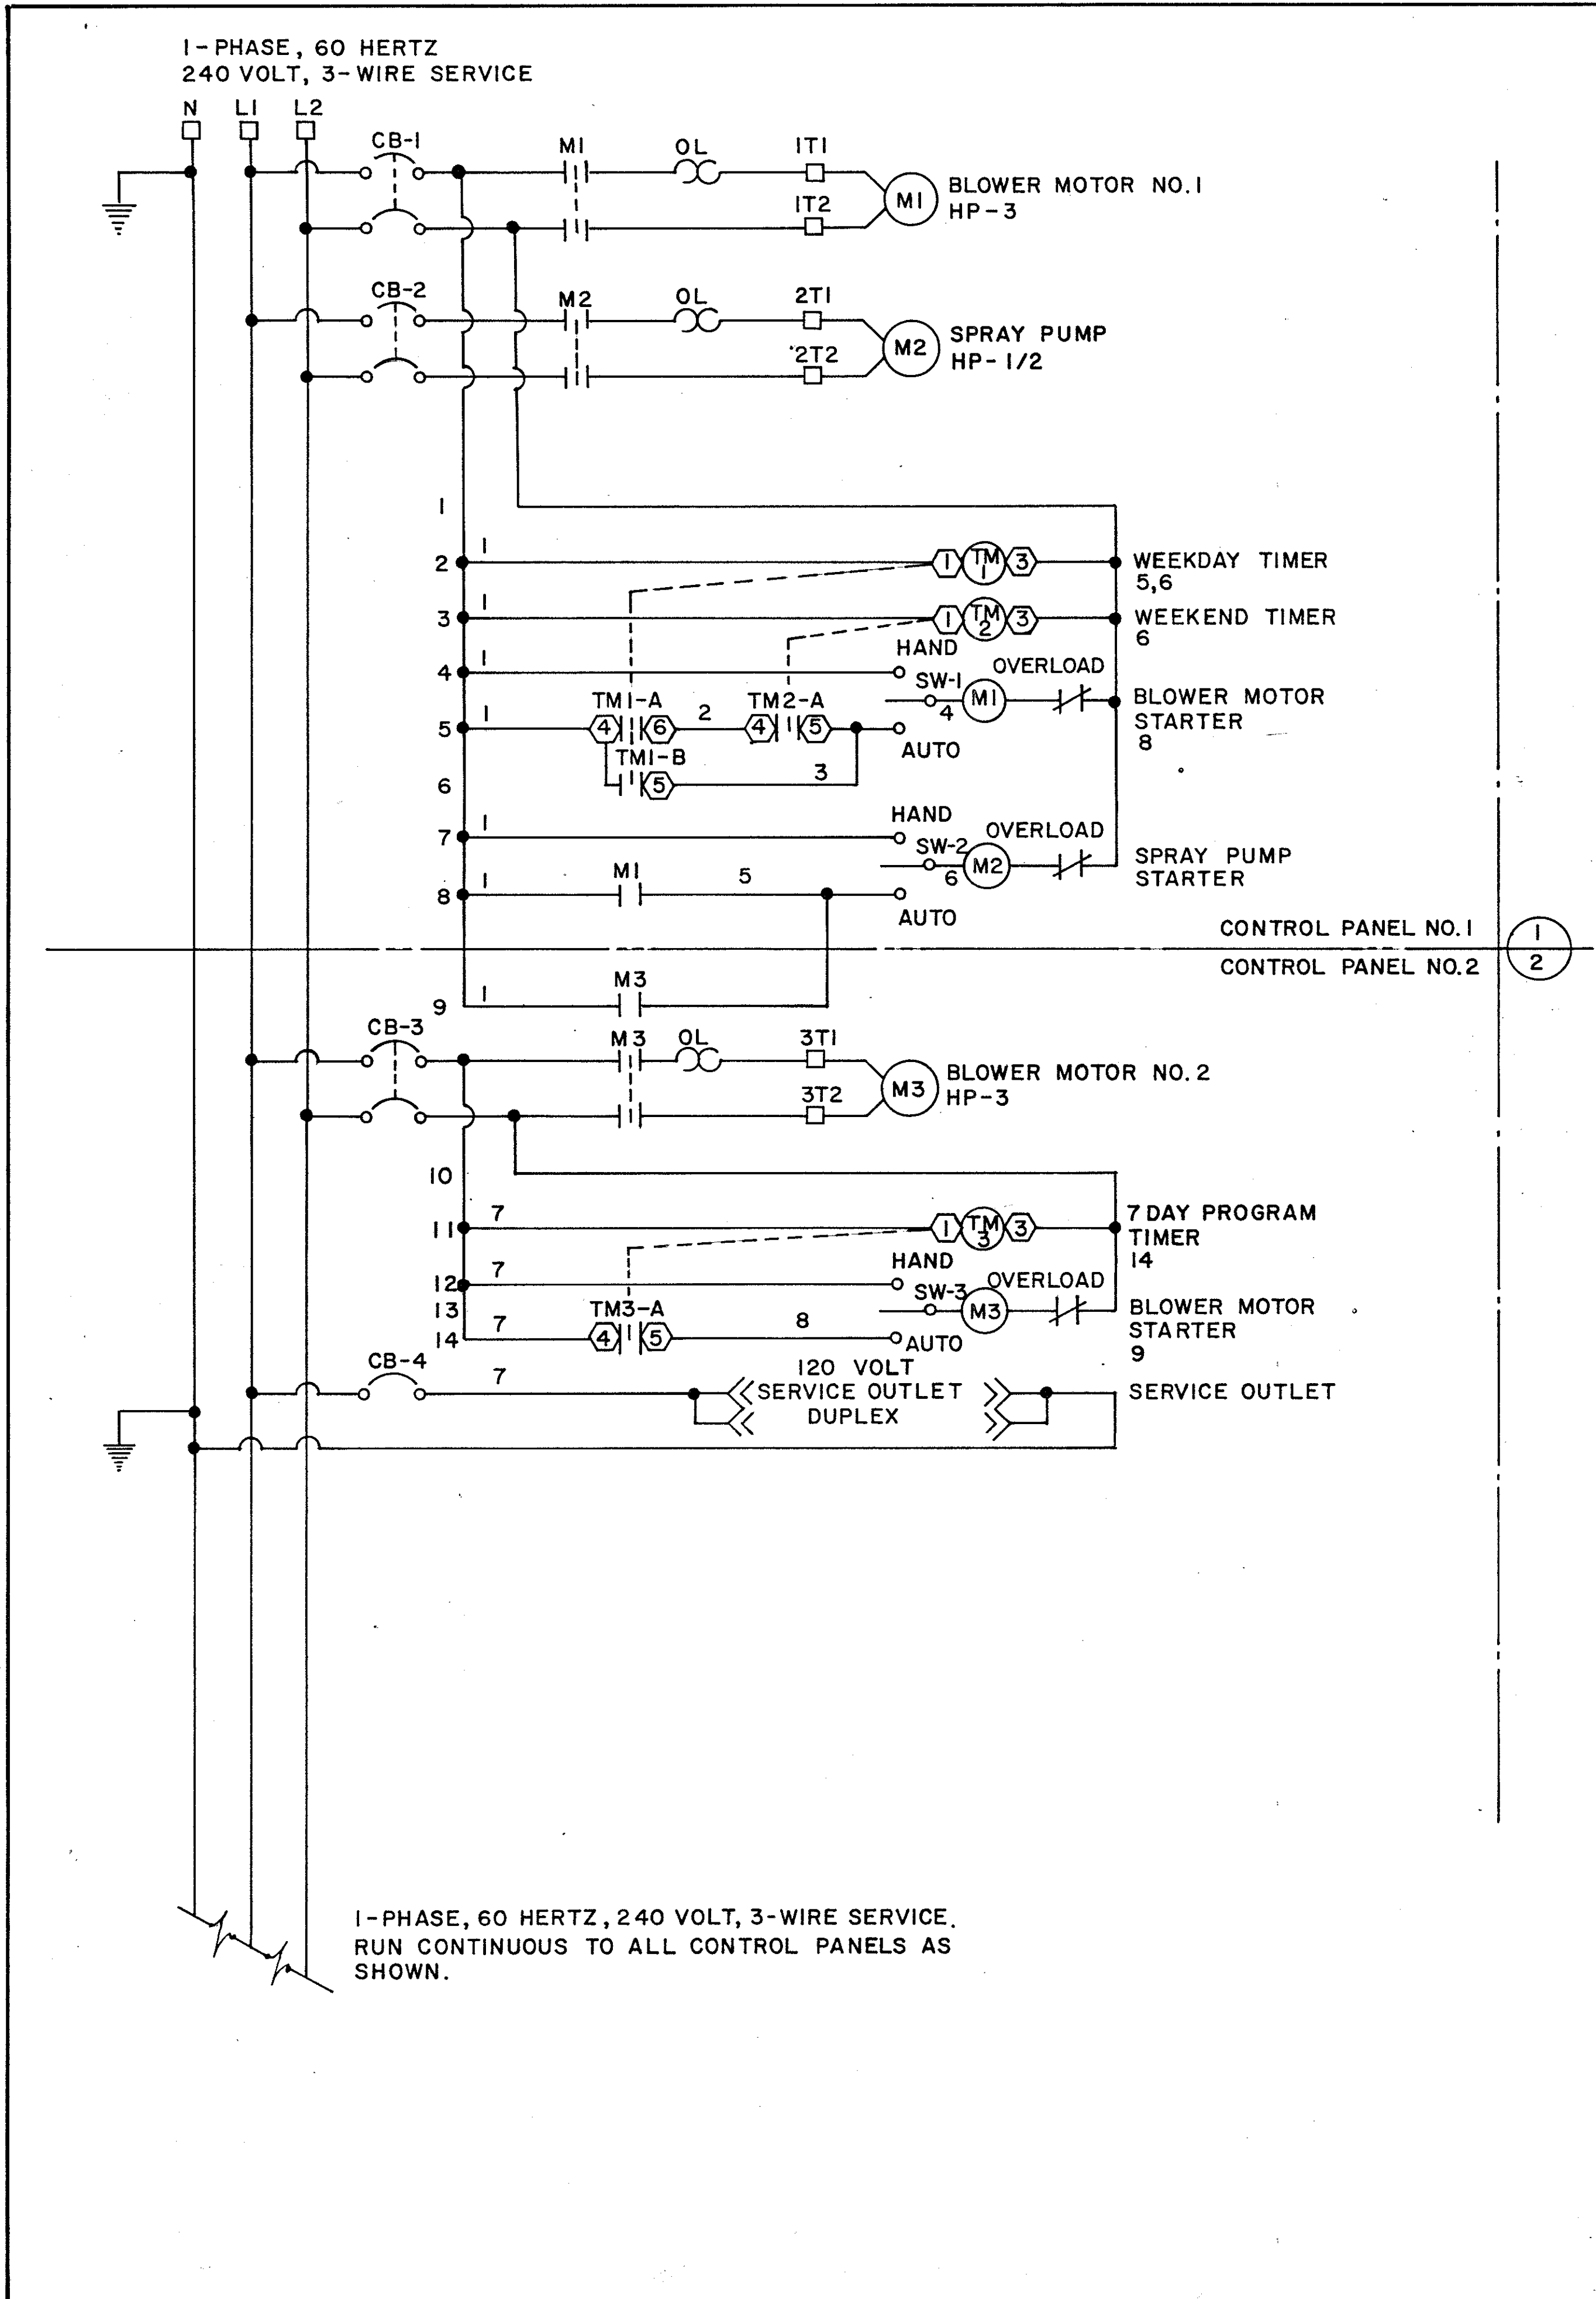 1-PHASE, 60 HERTZ
240 VOLT, 3-WIRE SERVICE
N L1 L2
CB-1 M1 OL 1T1
M1 BLOWER MOTOR NO.1
HP-3
1T2
CB-2 M2 OL 2T1
M2 SPRAY PUMP
HP-1/2
2T2
1
2 1 1 TM 1 3 WEEKDAY TIMER
5,6
3 1 1 TM 2 3 WEEKEND TIMER
6
HAND
4 1 SW-1 OVERLOAD
4 M1 BLOWER MOTOR
STARTER
8
TM1-A TM2-A
5 1 4 6 2 4 5 AUTO
TM1-B
6 5 3
HAND
7 1 SW-2 OVERLOAD
6 M2 SPRAY PUMP
STARTER
8 1 M1 5 AUTO
CONTROL PANEL NO.1 1
CONTROL PANEL NO.2 2
9 1 M3
CB-3 M3 OL 3T1
M3 BLOWER MOTOR NO.2
HP-3
3T2
10
11 7 1 TM 3 3 7 DAY PROGRAM
TIMER
14
HAND
12 7 SW-3 OVERLOAD
13 M3 BLOWER MOTOR
STARTER
9
TM3-A
14 7 4 5 8 AUTO
CB-4 7 120 VOLT
SERVICE OUTLET SERVICE OUTLET
DUPLEX
1-PHASE, 60 HERTZ, 240 VOLT, 3-WIRE SERVICE.
RUN CONTINUOUS TO ALL CONTROL PANELS AS
SHOWN.